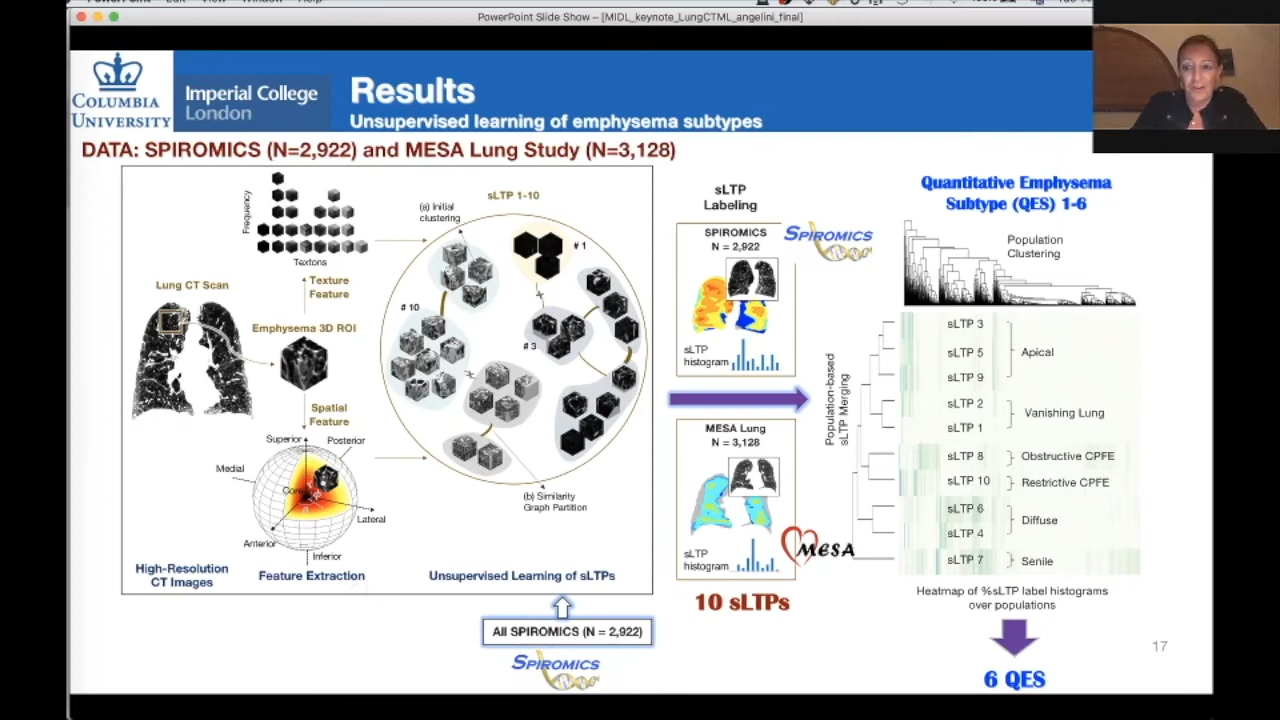 PowerPoint Slide Show – [MIDL_keynote_LungCTML_angelini_final]
COLUMBIA
UNIVERSITY
Imperial College
London
Results
Unsupervised learning of emphysema subtypes
DATA: SPIROMICS (N=2,922) and MESA Lung Study (N=3,128)
Frequency
Textons
Texture
Feature
Lung CT Scan
Emphysema 3D ROI
Spatial
Feature
Superior
Posterior
Medial
Core
Lateral
Anterior
Inferior
High-Resolution
CT Images
Feature Extraction
sLTP 1-10
(a) Initial
clustering
# 1
# 10
# 3
(b) Similarity
Graph Partition
Unsupervised Learning of sLTPs
All SPIROMICS (N = 2,922)
SPIROMICS
sLTP
Labeling
SPIROMICS
N = 2,922
sLTP
histogram
SPIROMICS
MESA Lung
N = 3,128
sLTP
histogram
MESA
10 sLTPs
Quantitative Emphysema
Subtype (QES) 1-6
Population
Clustering
Population-based
sLTP Merging
sLTP 3
sLTP 5
Apical
sLTP 9
sLTP 2
Vanishing Lung
sLTP 1
sLTP 8
Obstructive CPFE
sLTP 10
Restrictive CPFE
sLTP 6
Diffuse
sLTP 4
sLTP 7
Senile
Heatmap of %sLTP label histograms
over populations
6 QES
17